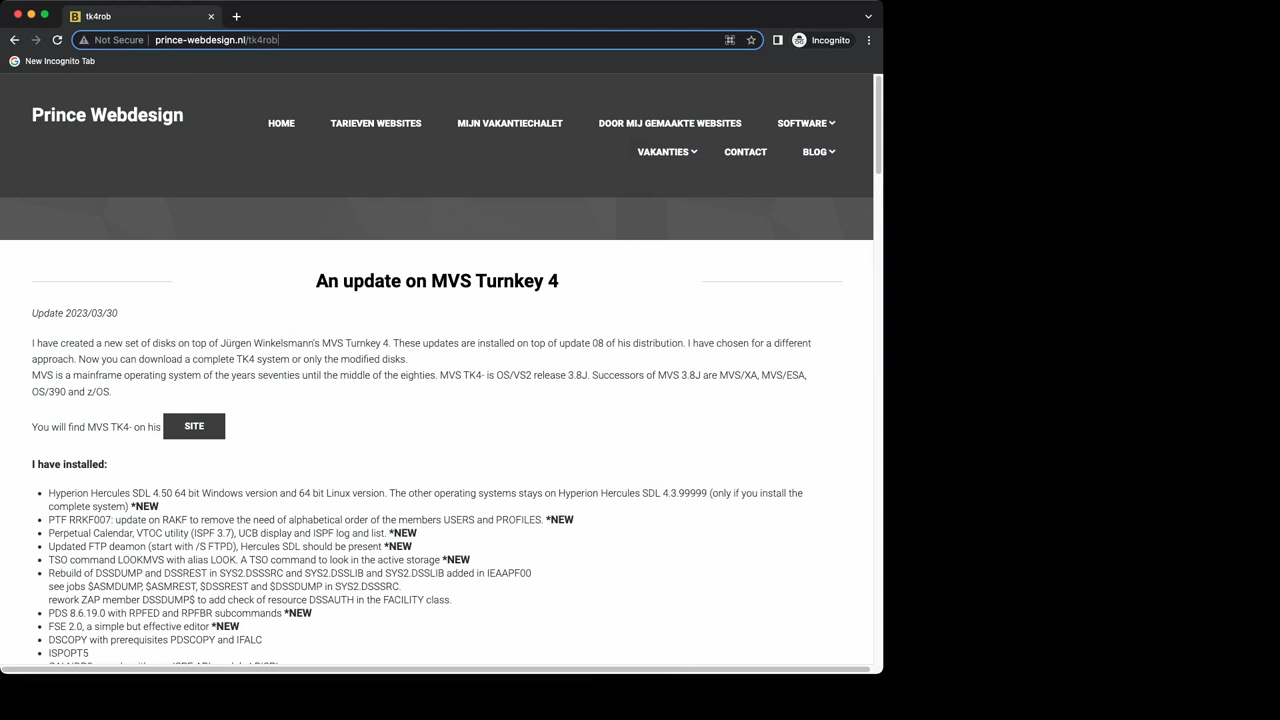 tk4rob
Not Secure
prince-webdesign.nl/tk4rob
Incognito
New Incognito Tab
Prince Webdesign
HOME
TARIEVEN WEBSITES
MIJN VAKANTIECHALET
DOOR MIJ GEMAAKTE WEBSITES
SOFTWARE
VAKANTIES
CONTACT
BLOG
An update on MVS Turnkey 4
Update 2023/03/30
I have created a new set of disks on top of Jürgen Winkelsmann's MVS Turnkey 4. These updates are installed on top of update 08 of his distribution. I have chosen for a different
approach. Now you can download a complete TK4 system or only the modified disks.
MVS is a mainframe operating system of the years seventies until the middle of the eighties. MVS TK4- is OS/VS2 release 3.8J. Successors of MVS 3.8J are MVS/XA, MVS/ESA,
OS/390 and z/OS.
You will find MVS TK4- on his SITE
I have installed:
• Hyperion Hercules SDL 4.50 64 bit Windows version and 64 bit Linux version. The other operating systems stays on Hyperion Hercules SDL 4.3.99999 (only if you install the
complete system) *NEW
• PTF RRKF007: update on RAKF to remove the need of alphabetical order of the members USERS and PROFILES. *NEW
• Perpetual Calendar, VTOC utility (ISPF 3.7), UCB display and ISPF log and list. *NEW
• Updated FTP deamon (start with /S FTPD), Hercules SDL should be present *NEW
• TSO command LOOKMVS with alias LOOK. A TSO command to look in the active storage *NEW
• Rebuild of DSSDUMP and DSSREST in SYS2.DSSSRC and SYS2.DSSLIB and SYS2.DSSLIB added in IEAAPF00
see jobs $ASMDUMP, $ASMREST, $DSSREST and $DSSDUMP in SYS2.DSSSRC.
rework ZAP member DSSDUMP$ to add check of resource DSSAUTH in the FACILITY class.
• PDS 8.6.19.0 with RPFED and RPFBR subcommands *NEW
• FSE 2.0, a simple but effective editor *NEW
• DSCOPY with prerequisites PDSCOPY and IFALC
• ISPOPT5